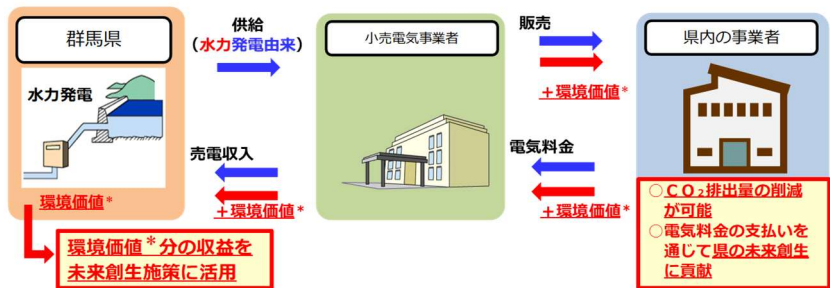 群馬県
水力発電
環境価値*
環境価値*分の収益を
未来創生施策に活用
供給
（水力発電由来）
売電収入
＋環境価値*
小売電気事業者
販売
＋環境価値*
電気料金
＋環境価値*
県内の事業者
○ＣＯ₂排出量の削減
が可能
○電気料金の支払いを
通じて県の未来創生
に貢献